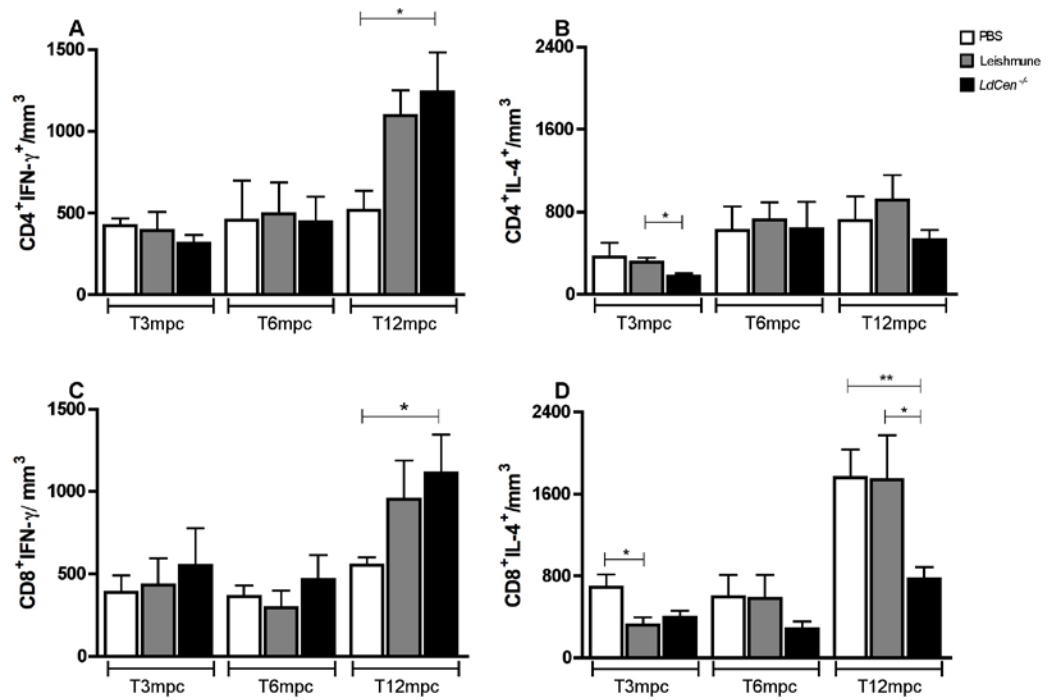 A
CD4+IFN-γ+/mm3
1500
1000
500
0
*
T3mpc
T6mpc
T12mpc
B
CD4+IL-4+/mm3
2400
1600
800
0
*
T3mpc
T6mpc
T12mpc
PBS
Leishmune
LdCen-/-
C
CD8+IFN-γ/ mm3
1500
1000
500
0
*
T3mpc
T6mpc
T12mpc
D
CD8+IL-4+/mm3
2400
1600
800
0
*
**
*
T3mpc
T6mpc
T12mpc